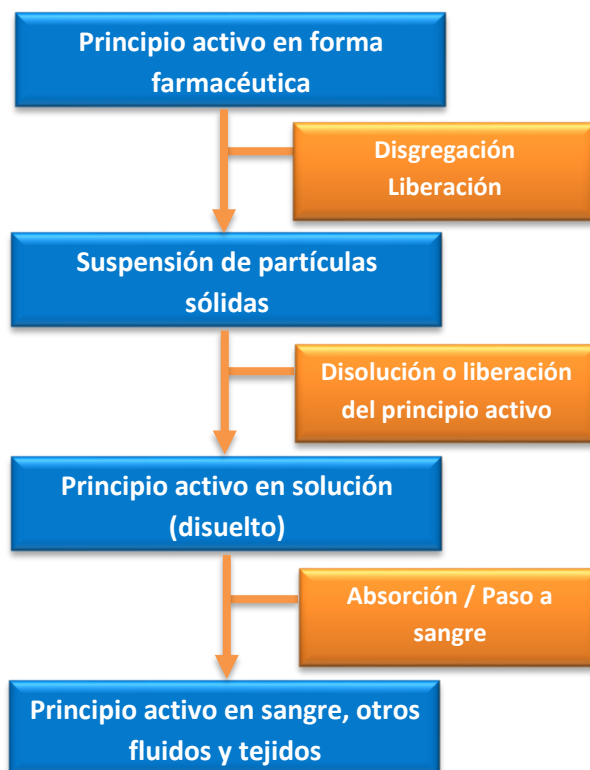 Principio activo en forma
farmacéutica
Disgregación
Liberación
Suspensión de partículas
sólidas
Disolución o liberación
del principio activo
Principio activo en solución
(disuelto)
Absorción / Paso a
sangre
Principio activo en sangre, otros
fluidos y tejidos